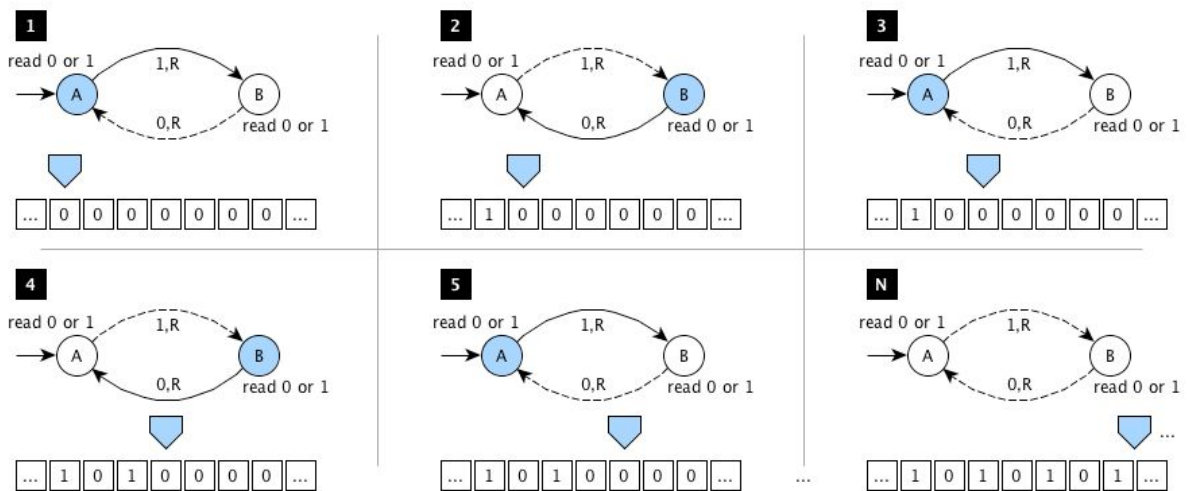 1
read 0 or 1
1,R
A
B
0,R
read 0 or 1
... 0 0 0 0 0 0 0 ...
2
read 0 or 1
1,R
A
B
0,R
read 0 or 1
... 1 0 0 0 0 0 0 ...
3
read 0 or 1
1,R
A
B
0,R
read 0 or 1
... 1 0 0 0 0 0 0 ...
4
read 0 or 1
1,R
A
B
0,R
read 0 or 1
... 1 0 1 0 0 0 0 ...
5
read 0 or 1
1,R
A
B
0,R
read 0 or 1
... 1 0 1 0 0 0 0 ...
...
N
read 0 or 1
1,R
A
B
0,R
read 0 or 1
...
... 1 0 1 0 1 0 1 ...